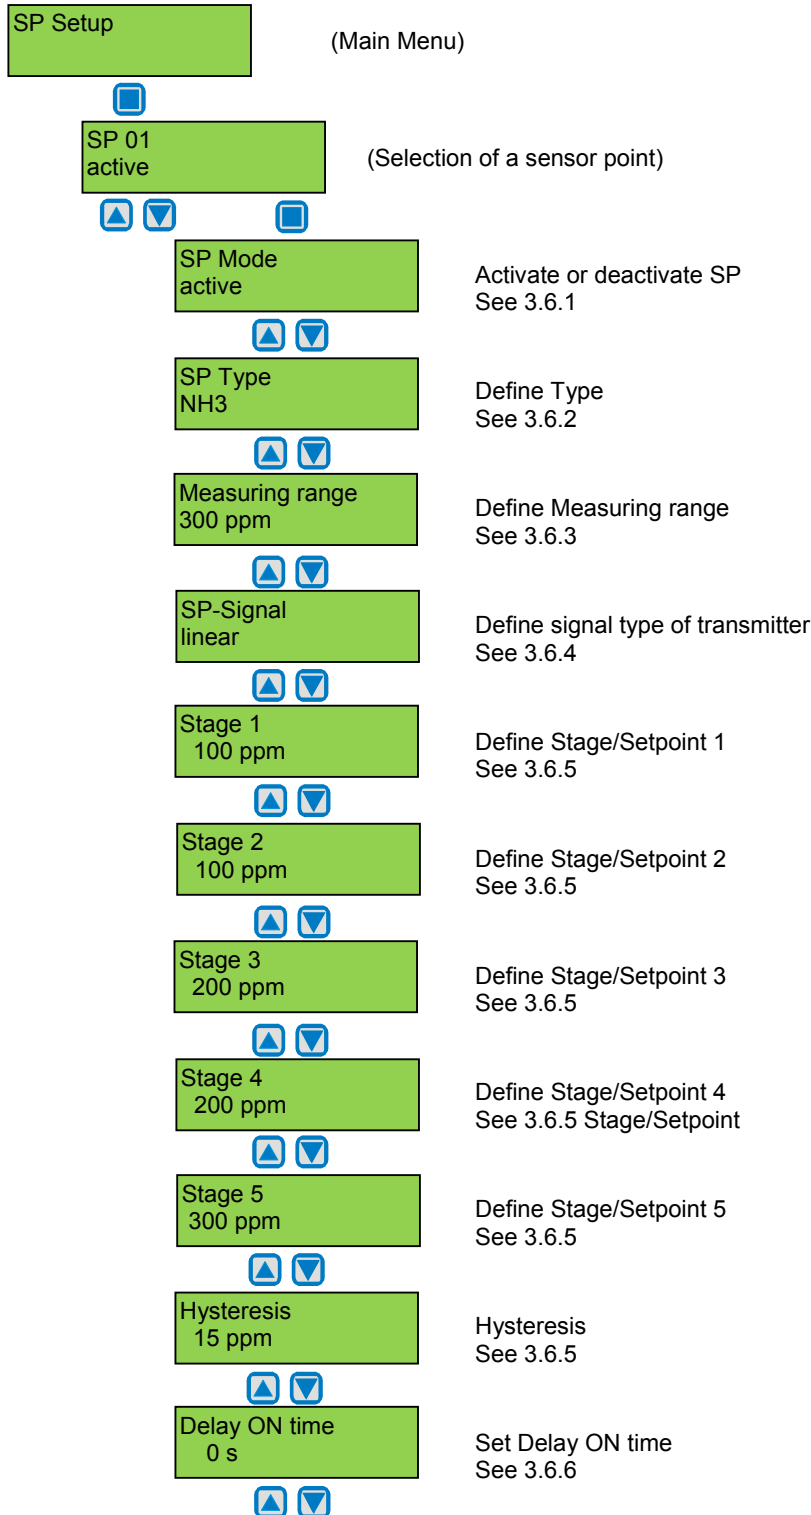 SP Setup
(Main Menu)
SP 01
active
(Selection of a sensor point)
SP Mode
active
Activate or deactivate SP
See 3.6.1
SP Type
NH3
Define Type
See 3.6.2
Measuring range
300 ppm
Define Measuring range
See 3.6.3
SP-Signal
linear
Define signal type of transmitter
See 3.6.4
Stage 1
100 ppm
Define Stage/Setpoint 1
See 3.6.5
Stage 2
100 ppm
Define Stage/Setpoint 2
See 3.6.5
Stage 3
200 ppm
Define Stage/Setpoint 3
See 3.6.5
Stage 4
200 ppm
Define Stage/Setpoint 4
See 3.6.5 Stage/Setpoint
Stage 5
300 ppm
Define Stage/Setpoint 5
See 3.6.5
Hysteresis
15 ppm
Hysteresis
See 3.6.5
Delay ON time
0 s
Set Delay ON time
See 3.6.6